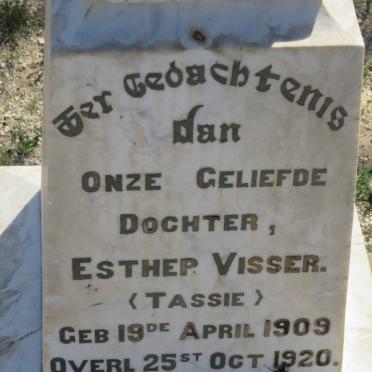 Ter Gedachtenis
Van
ONZE GELIEFDE
DOCHTER,
ESTHER VISSER.
(TASSIE)
GEB 19DE APRIL 1909
OVERL 25ST OCT 1920.